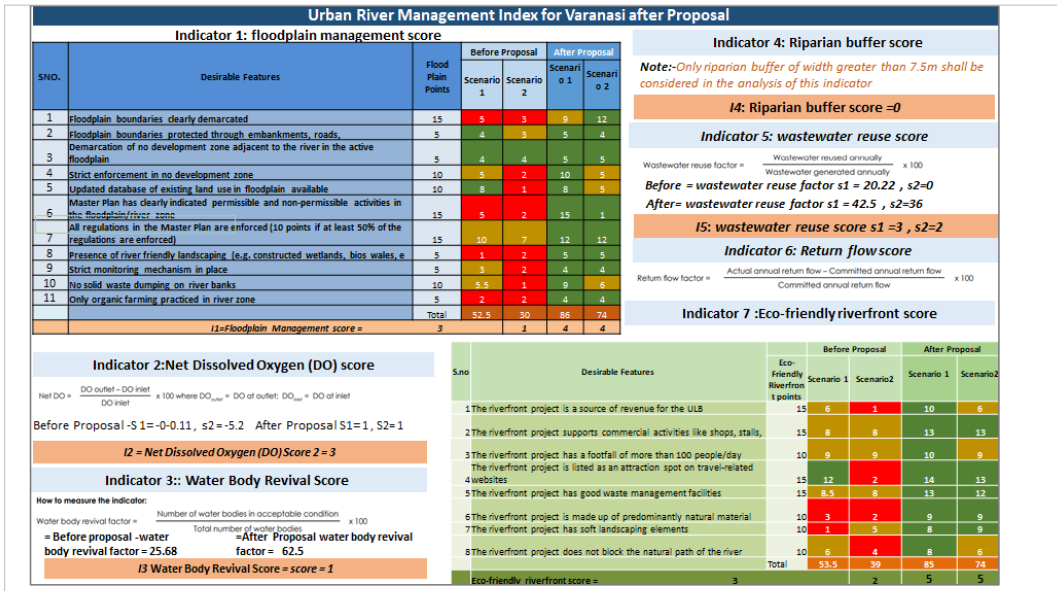 Urban River Management Index for Varanasi after Proposal
Indicator 1: floodplain management score
SNO. Desirable Features Flood Plain Points Before Proposal After Proposal
Scenario 1 Scenario 2 Scenari o 1 Scenari o 2
1 Floodplain boundaries clearly demarcated 15 5 3 9 12
2 Floodplain boundaries protected through embankments, roads, 5 4 3 5 4
3 Demarcation of no development zone adjacent to the river in the active floodplain 5 4 4 5 5
4 Strict enforcement in no development zone 10 5 2 10 5
5 Updated database of existing land use in floodplain available 10 8 1 8 5
6 Master Plan has clearly indicated permissible and non-permissible activities in the floodplain/river zone 15 5 2 15 1
7 All regulations in the Master Plan are enforced (10 points if at least 50% of the regulations are enforced) 15 10 7 12 12
8 Presence of river friendly landscaping (e.g. constructed wetlands, bios wales, e 5 1 2 5 5
9 Strict monitoring mechanism in place 5 3 2 4 4
10 No solid waste dumping on river banks 10 5.5 1 9 6
11 Only organic farming practiced in river zone 5 2 2 4 4
Total 52.5 30 86 74
I1=Floodplain Management score = 3 1 4 4
Indicator 2:Net Dissolved Oxygen (DO) score
Net DO = DO outlet – DO inlet / DO inlet x 100 where DO outlet = DO at outlet; DO inlet = DO at inlet
Before Proposal -S 1= -0-0.11, s2 = -5.2 After Proposal S1= 1, S2= 1
I2 = Net Dissolved Oxygen (DO) Score 2 = 3
Indicator 3:: Water Body Revival Score
How to measure the indicator:
Water body revival factor = Number of water bodies in acceptable condition / Total number of water bodies x 100
= Before proposal -water body revival factor = 25.68
=After Proposal water body revival factor = 62.5
I3 Water Body Revival Score = score = 1
Indicator 4: Riparian buffer score
Note:-Only riparian buffer of width greater than 7.5m shall be
considered in the analysis of this indicator
I4: Riparian buffer score =0
Indicator 5: wastewater reuse score
Wastewater reuse factor = Wastewater reused annually / Wastewater generated annually x 100
Before = wastewater reuse factor s1 = 20.22 , s2=0
After= wastewater reuse factor s1 = 42.5 , s2=36
I5: wastewater reuse score s1 =3 , s2=2
Indicator 6: Return flow score
Return flow factor = Actual annual return flow – Committed annual return flow / Committed annual return flow x 100
Indicator 7 :Eco-friendly riverfront score
S.no Desirable Features Eco-Friendly Riverfron t points Before Proposal After Proposal
Scenario 1 Scenario2 Scenario 1 Scenario2
1 The riverfront project is a source of revenue for the ULB 15 6 1 10 6
2 The riverfront project supports commercial activities like shops, stalls, 15 8 8 13 13
3 The riverfront project has a footfall of more than 100 people/day 10 9 9 10 9
4 The riverfront project is listed as an attraction spot on travel-related websites 15 12 2 14 13
5 The riverfront project has good waste management facilities 15 8.5 8 13 12
6 The riverfront project is made up of predominantly natural material 10 3 2 9 9
7 The riverfront project has soft landscaping elements 10 1 5 8 9
8 The riverfront project does not block the natural path of the river 10 6 4 8 6
Total 53.5 39 85 74
Eco-friendly riverfront score = 3 2 5 5